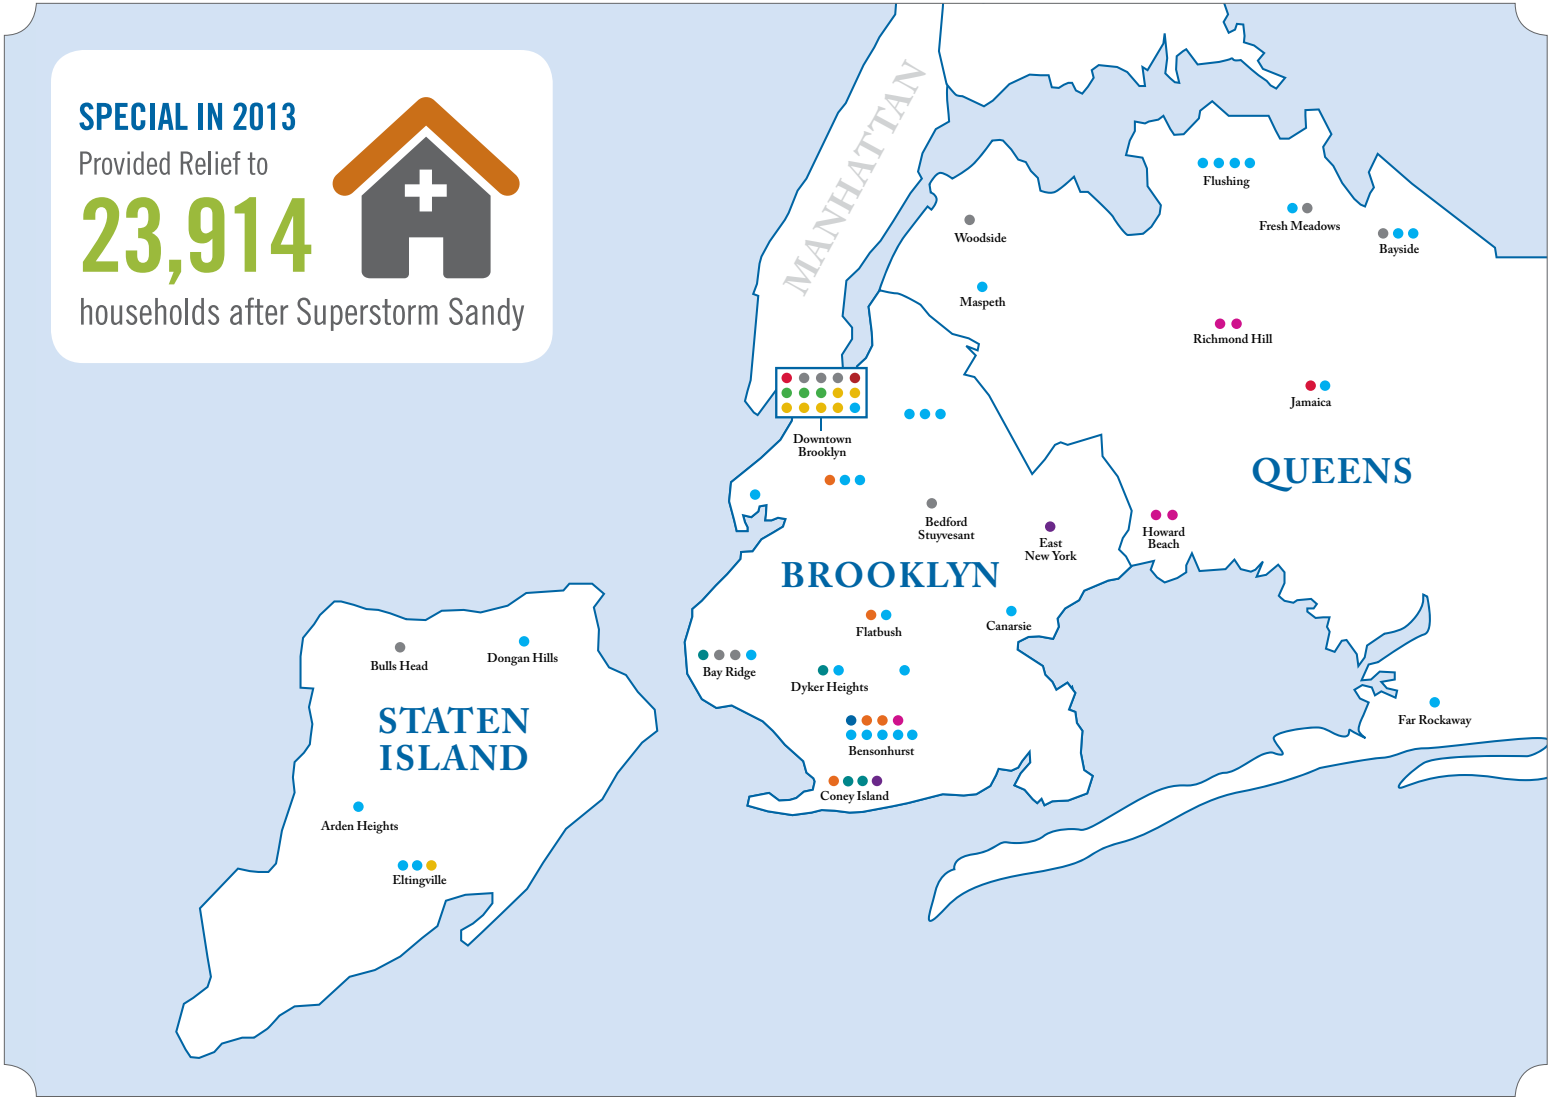 SPECIAL IN 2013
Provided Relief to
23,914
households after Superstorm Sandy
MANHATTAN
Flushing
Fresh Meadows
Bayside
Woodside
Maspeth
Richmond Hill
Jamaica
QUEENS
Downtown
Brooklyn
Bedford
Stuyvesant
East
New York
Howard
Beach
BROOKLYN
Flatbush
Canarsie
Bay Ridge
Dyker Heights
Bensonhurst
Coney Island
Far Rockaway
Bulls Head
Dongan Hills
STATEN
ISLAND
Arden Heights
Eltingville